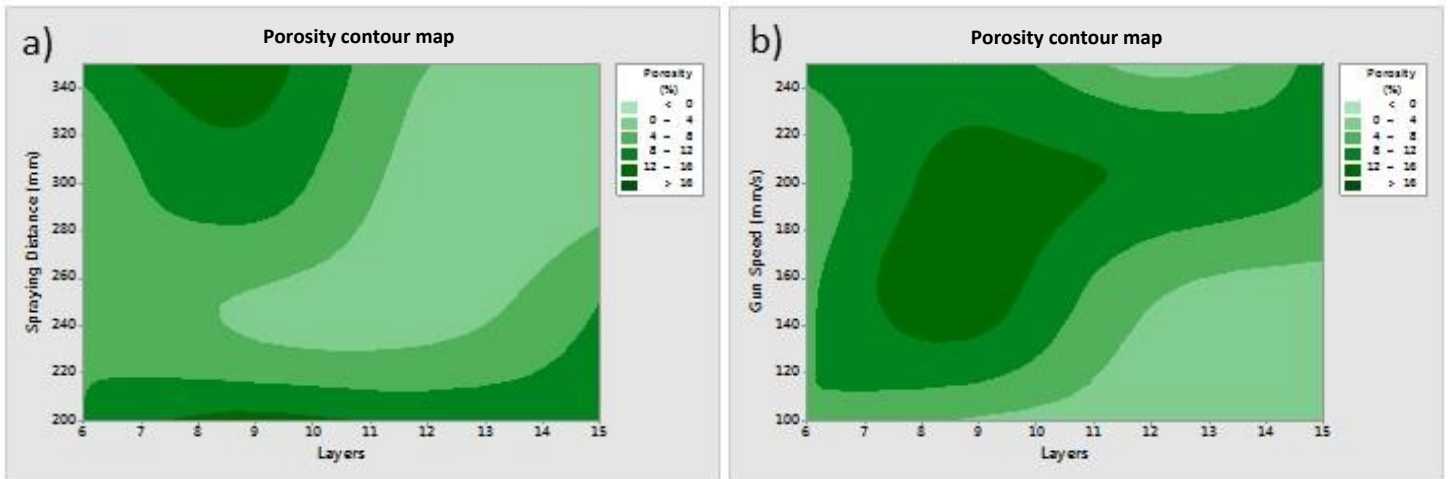 a)
Porosity contour map
Porosity
(%)
< 0
0 – 4
4 – 8
8 – 12
12 – 16
> 16
Spraying Distance (mm)
340
320
300
280
260
240
220
200
6 7 8 9 10 11 12 13 14 15
Layers
b)
Porosity contour map
Porosity
(%)
< 0
0 – 4
4 – 8
8 – 12
12 – 16
> 16
Gun Speed (mm/s)
240
220
200
180
160
140
120
100
6 7 8 9 10 11 12 13 14 15
Layers